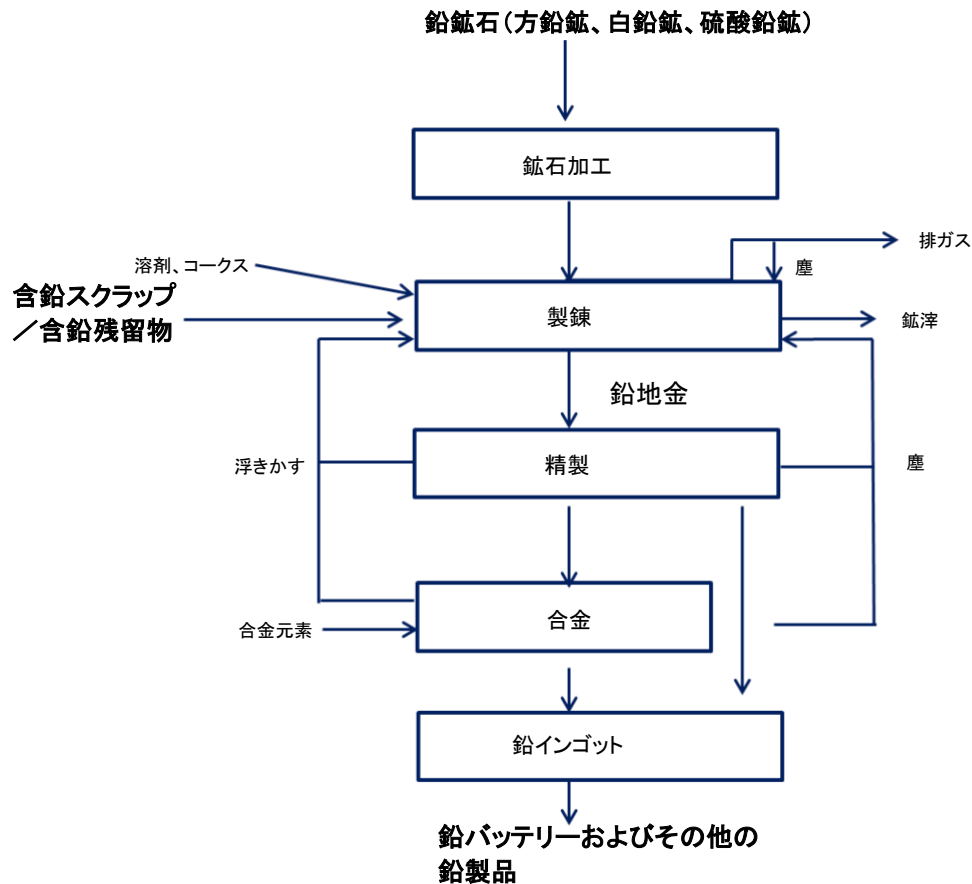 鉛鉱石（方鉛鉱、白鉛鉱、硫酸鉛鉱）
鉱石加工
排ガス
塵
溶剤、コークス
含鉛スクラップ
／含鉛残留物
製錬
鉱滓
鉛地金
浮きかす
精製
塵
合金元素
合金
鉛インゴット
鉛バッテリーおよびその他の
鉛製品